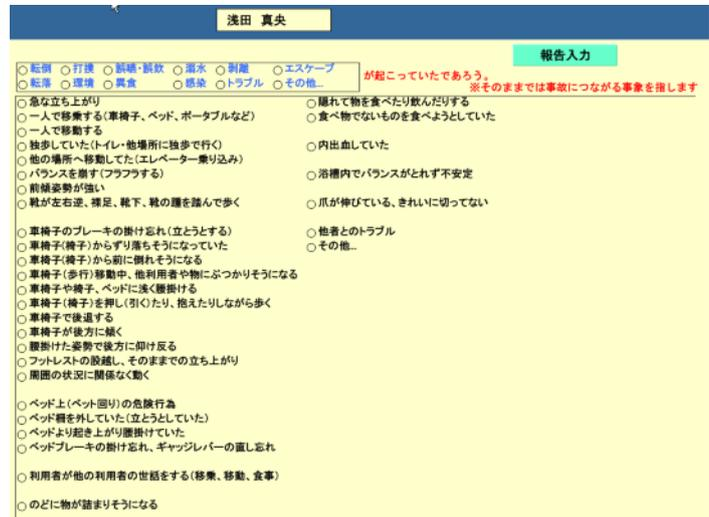 浅田 真央
報告入力
○転倒 ○打撲 ○誤嚥・誤飲 ○溺水 ○剥離 ○エスケープ
○転落 ○環境 ○異食 ○感染 ○トラブル ○その他...
が起こっていたであろう。
※そのままでは事故につながる事象を指します
○急な立ち上がり
○一人で移乗する(車椅子、ベッド、ポータブルなど)
○一人で移動する
○独歩していた(トイレ・他場所に独歩で行く)
○他の場所へ移動してた(エレベーター乗り込み)
○バランスを崩す(フラフラする)
○前傾姿勢が強い
○靴が左右逆、裸足、靴下、靴の踵を踏んで歩く
○車椅子のブレーキの掛け忘れ(立とうとする)
○車椅子(椅子)からずり落ちそうになっていた
○車椅子(椅子)から前に倒れそうになる
○車椅子(歩行)移動中、他利用者や物にぶつかりそうになる
○車椅子や椅子、ベッドに浅く腰掛ける
○車椅子(椅子)を押し(引く)たり、抱えたりしながら歩く
○車椅子で後退する
○車椅子が後方に傾く
○腰掛けた姿勢で後方に仰け反る
○フットレストの股越し、そのままでの立ち上がり
○周囲の状況に関係なく動く
○ベッド上(ベット回り)の危険行為
○ベッド柵を外していた(立とうとしていた)
○ベッドより起き上がり腰掛けていた
○ベッドブレーキの掛け忘れ、ギャッジレバーの直し忘れ
○利用者が他の利用者の世話をする(移乗、移動、食事)
○のどに物が詰まりそうになる
○隠れて物を食べたり飲んだりする
○食べ物でないものを食べようとしていた
○内出血していた
○浴槽内でバランスがとれず不安定
○爪が伸びている、きれいに切ってない
○他者とのトラブル
○その他...